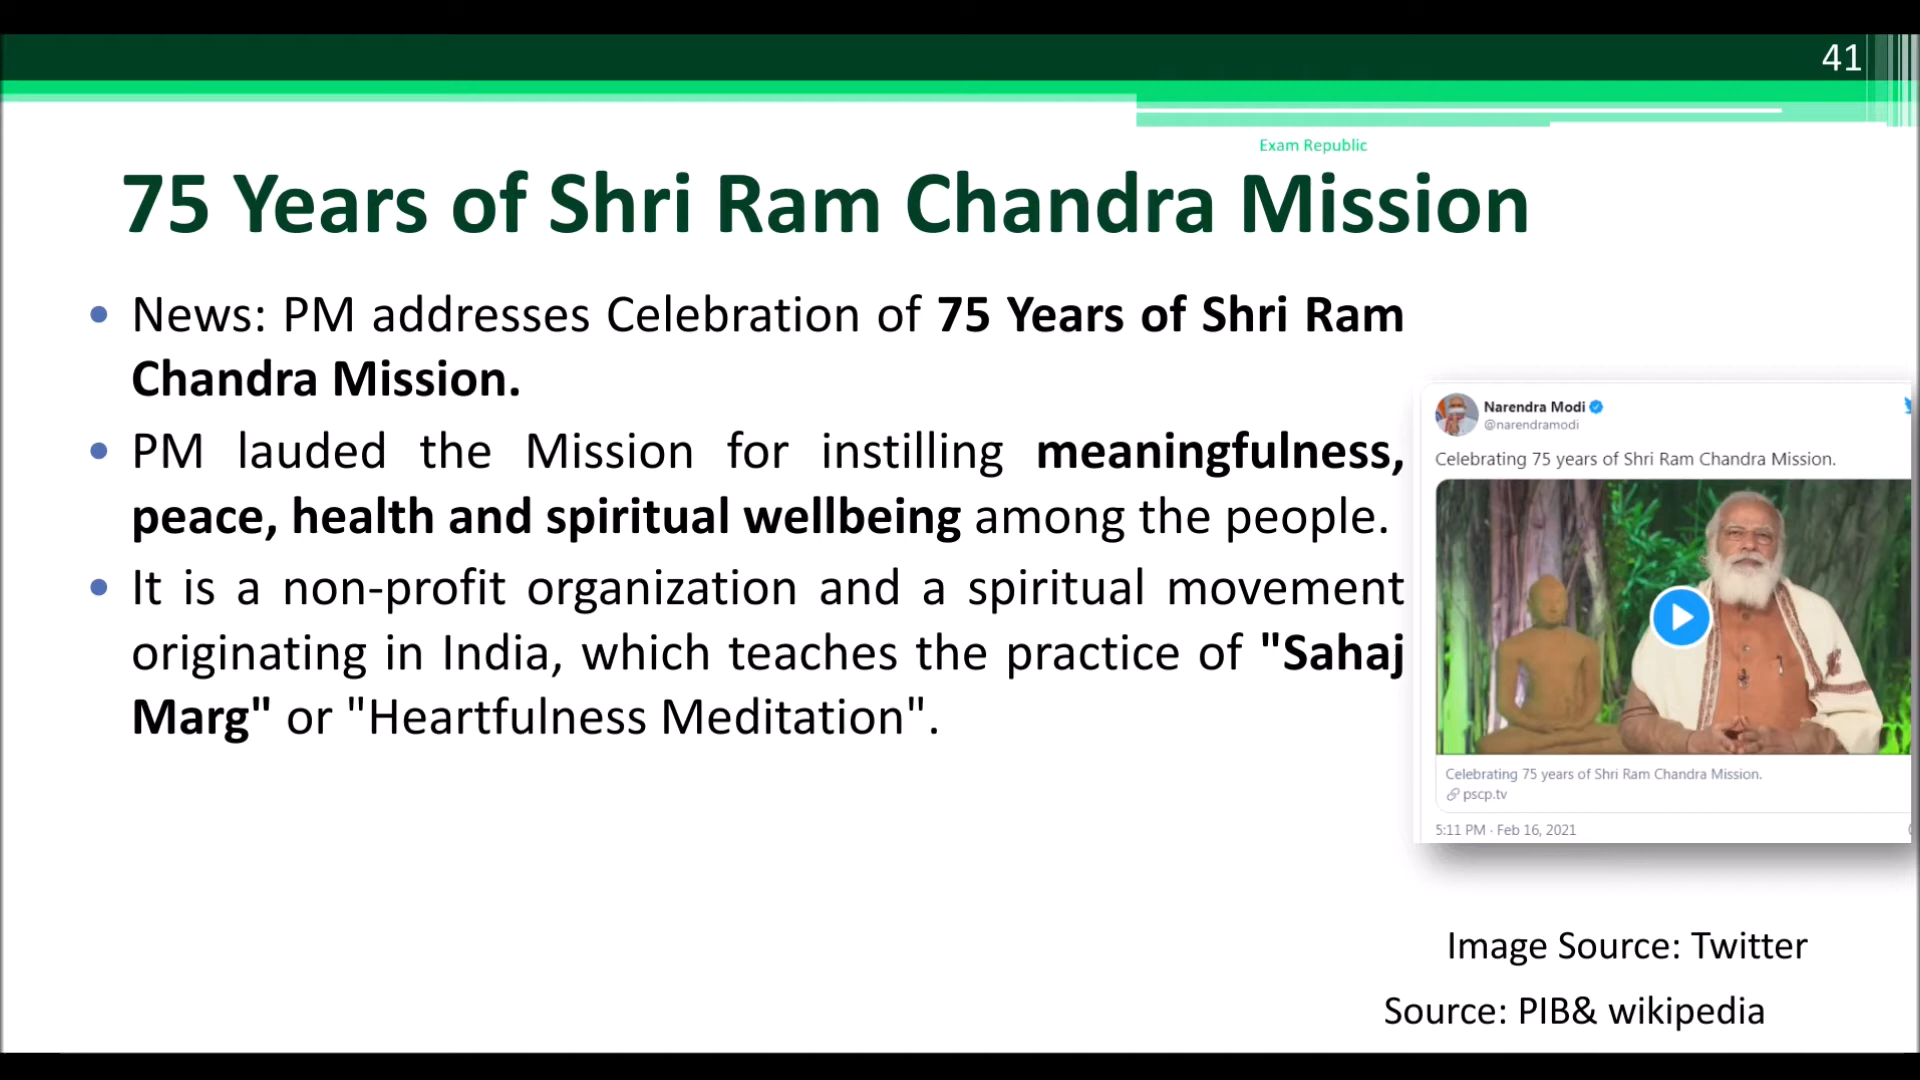 41
Exam Republic
75 Years of Shri Ram Chandra Mission
• News: PM addresses Celebration of 75 Years of Shri Ram
Chandra Mission.
• PM lauded the Mission for instilling meaningfulness,
peace, health and spiritual wellbeing among the people.
• It is a non-profit organization and a spiritual movement
originating in India, which teaches the practice of "Sahaj
Marg" or "Heartfulness Meditation".
Narendra Modi
@narendramodi
Celebrating 75 years of Shri Ram Chandra Mission.
Celebrating 75 years of Shri Ram Chandra Mission.
pscp.tv
5:11 PM · Feb 16, 2021
Image Source: Twitter
Source: PIB& wikipedia